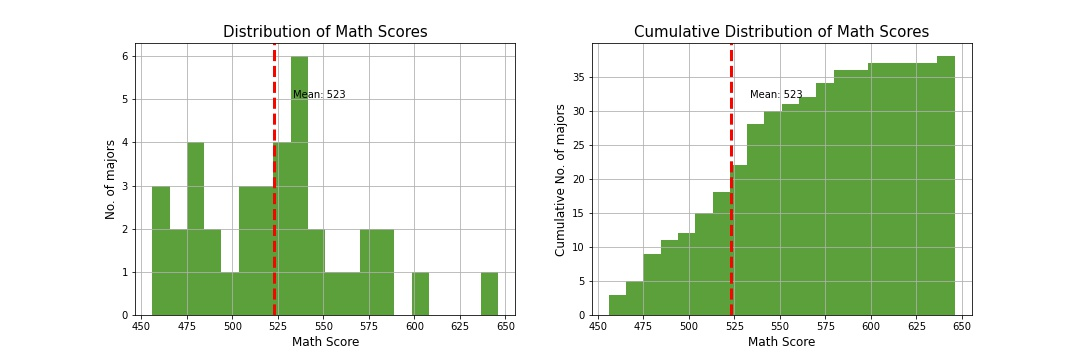 Distribution of Math Scores
No. of majors
6
5
4
3
2
1
0
Mean: 523
450 475 500 525 550 575 600 625 650
Math Score
Cumulative Distribution of Math Scores
Cumulative No. of majors
35
30
25
20
15
10
5
0
Mean: 523
450 475 500 525 550 575 600 625 650
Math Score